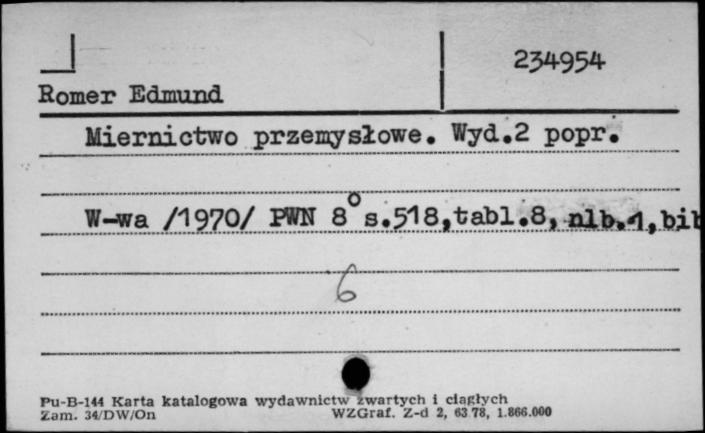 234954
Romer Edmund
Miernictwo przemysłowe. Wyd.2 popr.
W-wa /1970/ PWN 8° s.518,tabl.8, nlb.1,bib
6
Pu-B-144 Karta katalogowa wydawnictw zwartych i ciągłych
Zam. 34/DW/On WZGraf. Z-d 2, 63.78, 1.866.000